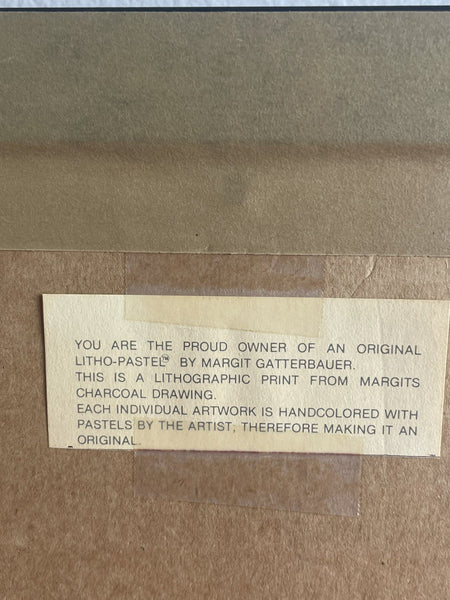 YOU ARE THE PROUD OWNER OF AN ORIGINAL
LITHO-PASTEL™ BY MARGIT GATTERBAUER.
THIS IS A LITHOGRAPHIC PRINT FROM MARGITS
CHARCOAL DRAWING.
EACH INDIVIDUAL ARTWORK IS HANDCOLORED WITH
PASTELS BY THE ARTIST, THEREFORE MAKING IT AN
ORIGINAL.